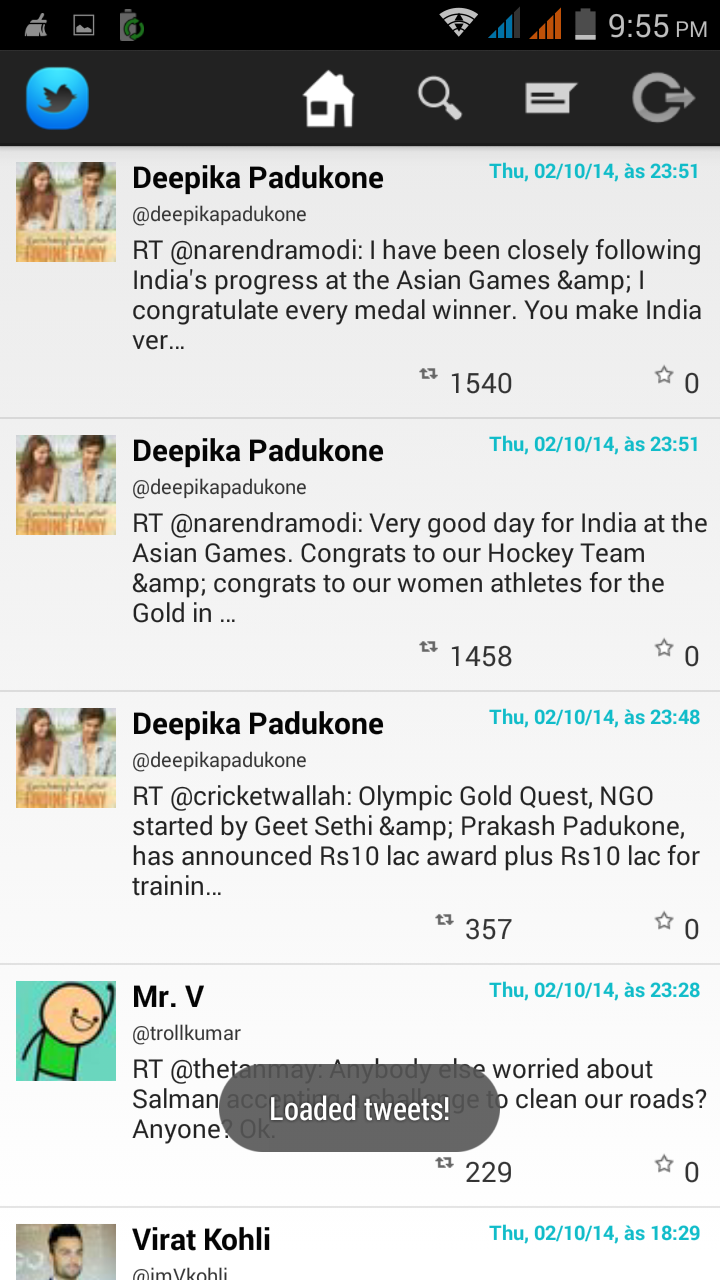 9:55 PM
Deepika Padukone
Thu, 02/10/14, às 23:51
@deepikapadukone
RT @narendramodi: I have been closely following
India's progress at the Asian Games &amp; I
congratulate every medal winner. You make India
ver...
1540
0
Deepika Padukone
Thu, 02/10/14, às 23:51
@deepikapadukone
RT @narendramodi: Very good day for India at the
Asian Games. Congrats to our Hockey Team
&amp; congrats to our women athletes for the
Gold in ...
1458
0
Deepika Padukone
Thu, 02/10/14, às 23:48
@deepikapadukone
RT @cricketwallah: Olympic Gold Quest, NGO
started by Geet Sethi &amp; Prakash Padukone,
has announced Rs10 lac award plus Rs10 lac for
trainin...
357
0
Mr. V
Thu, 02/10/14, às 23:28
@trollkumar
RT @thetanmay: Anybody else worried about
Salman accepting a challenge to clean our roads?
Anyone? Ok.
Loaded tweets!
229
0
Virat Kohli
Thu, 02/10/14, às 18:29
@imVkohli